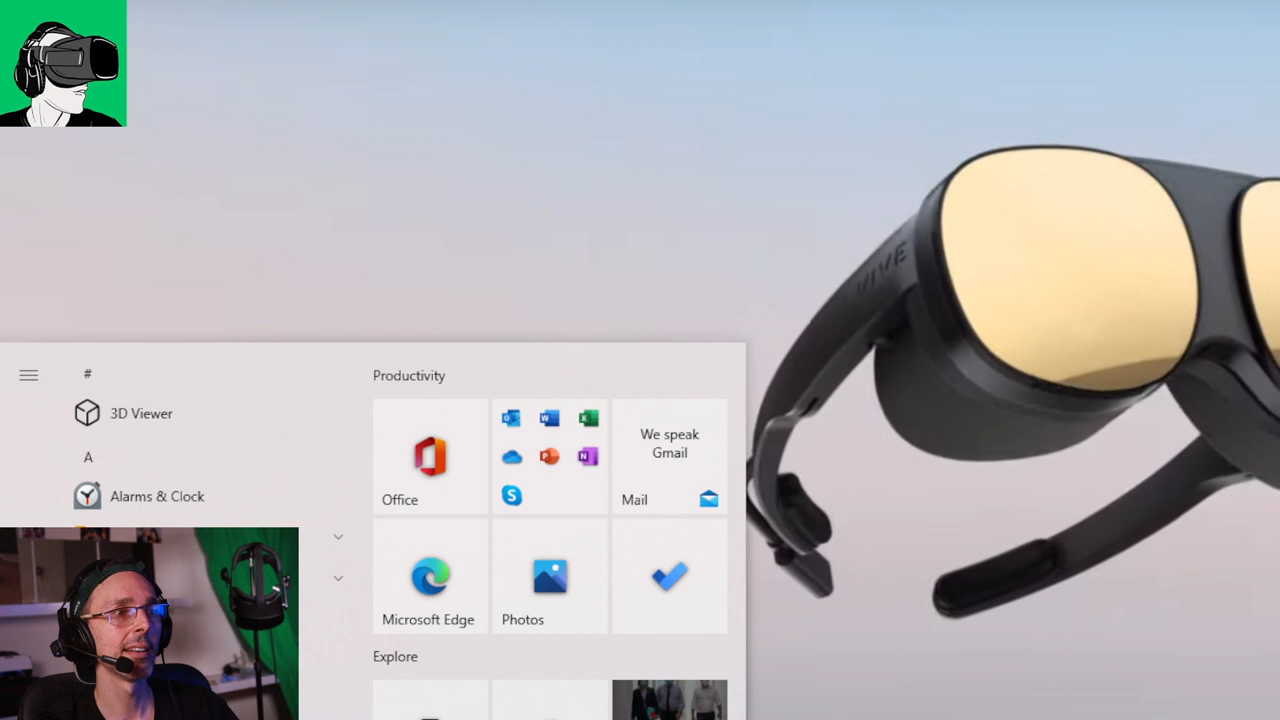 VIVE
#
3D Viewer
A
Alarms & Clock
Productivity
Office
We speak
Gmail
Mail
Microsoft Edge
Photos
Explore